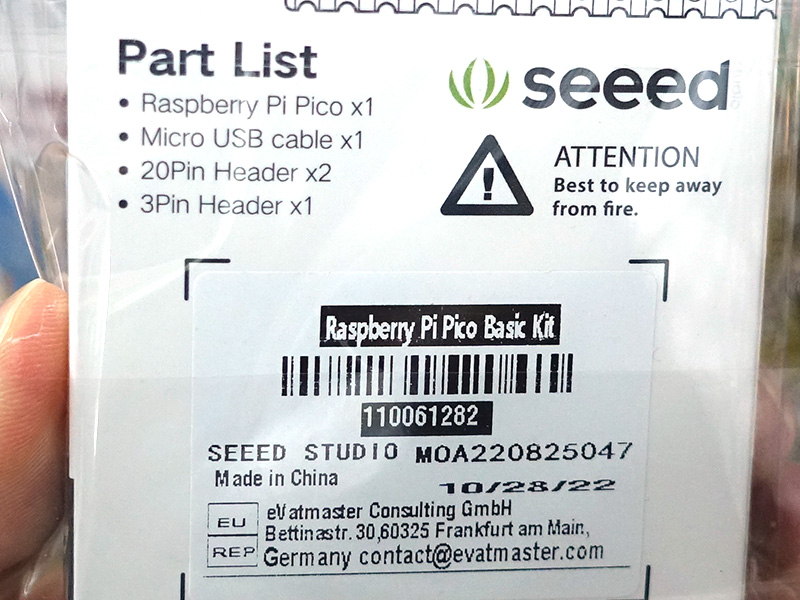 Part List
• Raspberry Pi Pico x1
• Micro USB cable x1
• 20Pin Header x2
• 3Pin Header x1
seeed
ATTENTION
Best to keep away
from fire.
Raspberry Pi Pico Basic Kit
110061282
SEEED STUDIO MOA220825047
Made in China
10/28/22
EU
REP
eVatmaster Consulting GmbH
Bettinastr. 30,60325 Frankfurt am Main,
Germany contact@evatmaster.com